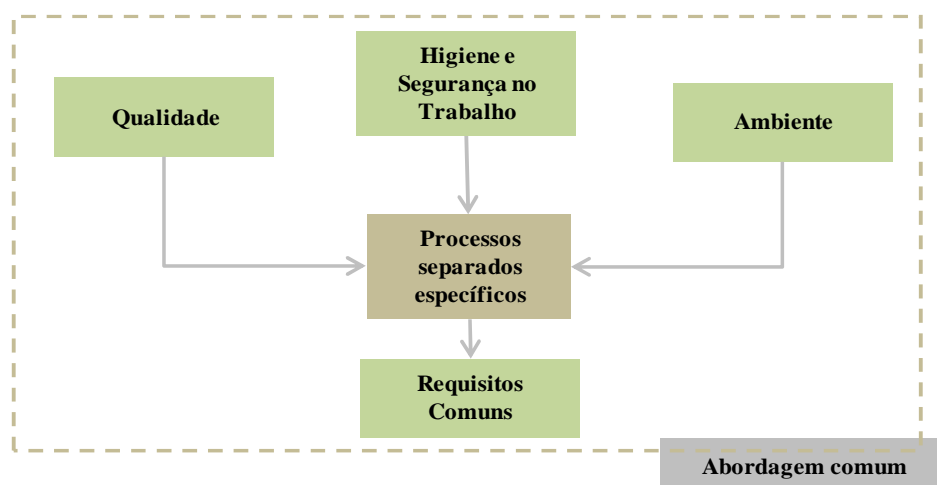 Higiene e
Segurança no
Trabalho
Qualidade
Ambiente
Processos
separados
específicos
Requisitos
Comuns
Abordagem comum